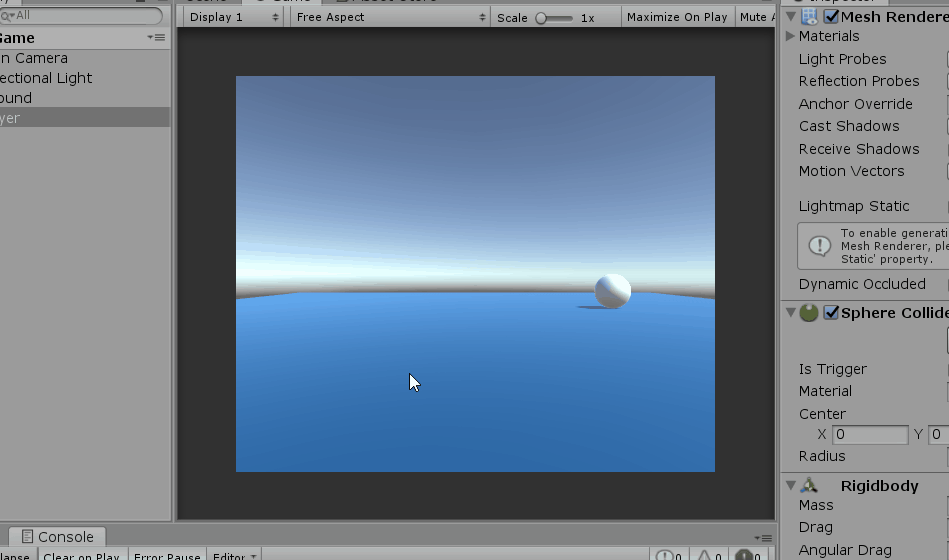 All
Game
n Camera
ectional Light
ound
yer
Display 1
Free Aspect
Scale
1x
Maximize On Play
Mute A
Mesh Rendere
Materials
Light Probes
Reflection Probes
Anchor Override
Cast Shadows
Receive Shadows
Motion Vectors
Lightmap Static
To enable generati
Mesh Renderer, ple
Static' property.
Dynamic Occluded
Sphere Collide
Is Trigger
Material
Center
X 0 Y 0
Radius
Rigidbody
Mass
Drag
Angular Drag
Console
lapse Clear on Play Error Pause Editor 0 0 0